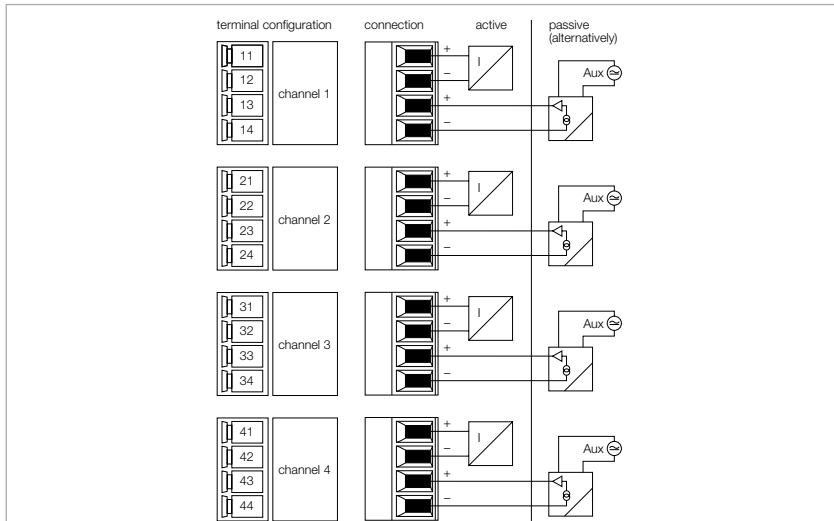 terminal configuration connection active passive
(alternatively)
11
12
13
14
channel 1
+
I
–
+
–
Aux
21
22
23
24
channel 2
+
I
–
+
–
Aux
31
32
33
34
channel 3
+
I
–
+
–
Aux
41
42
43
44
channel 4
+
I
–
+
–
Aux